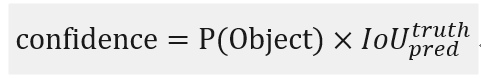 confidence = P(Object) × IoU^{truth}_{pred}